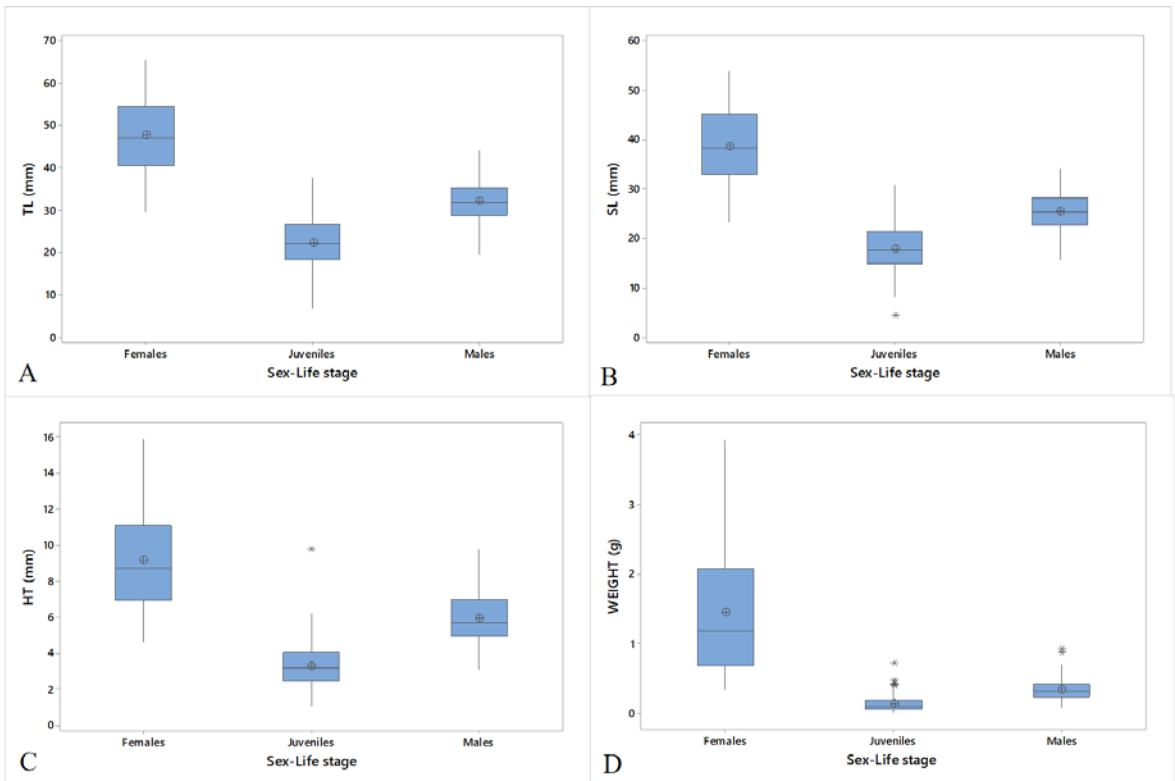 70
60
50
40
30
20
10
0
TL (mm)
Females Juveniles Males
Sex-Life stage
A
60
50
40
30
20
10
0
SL (mm)
Females Juveniles Males
Sex-Life stage
B
16
14
12
10
8
6
4
2
0
HT (mm)
Females Juveniles Males
Sex-Life stage
C
4
3
2
1
0
WEIGHT (g)
Females Juveniles Males
Sex-Life stage
D